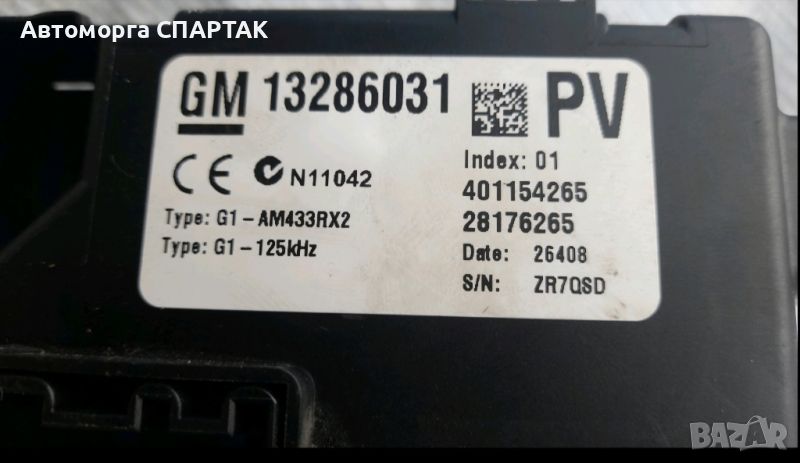 Автоморга СПАРТАК
GM 13286031
PV
N11042
Index: 01
401154265
Type: G1-AM433RX2
28176265
Type: G1-125kHz
Date: 26408
S/N: ZR7QSD
BAZAR